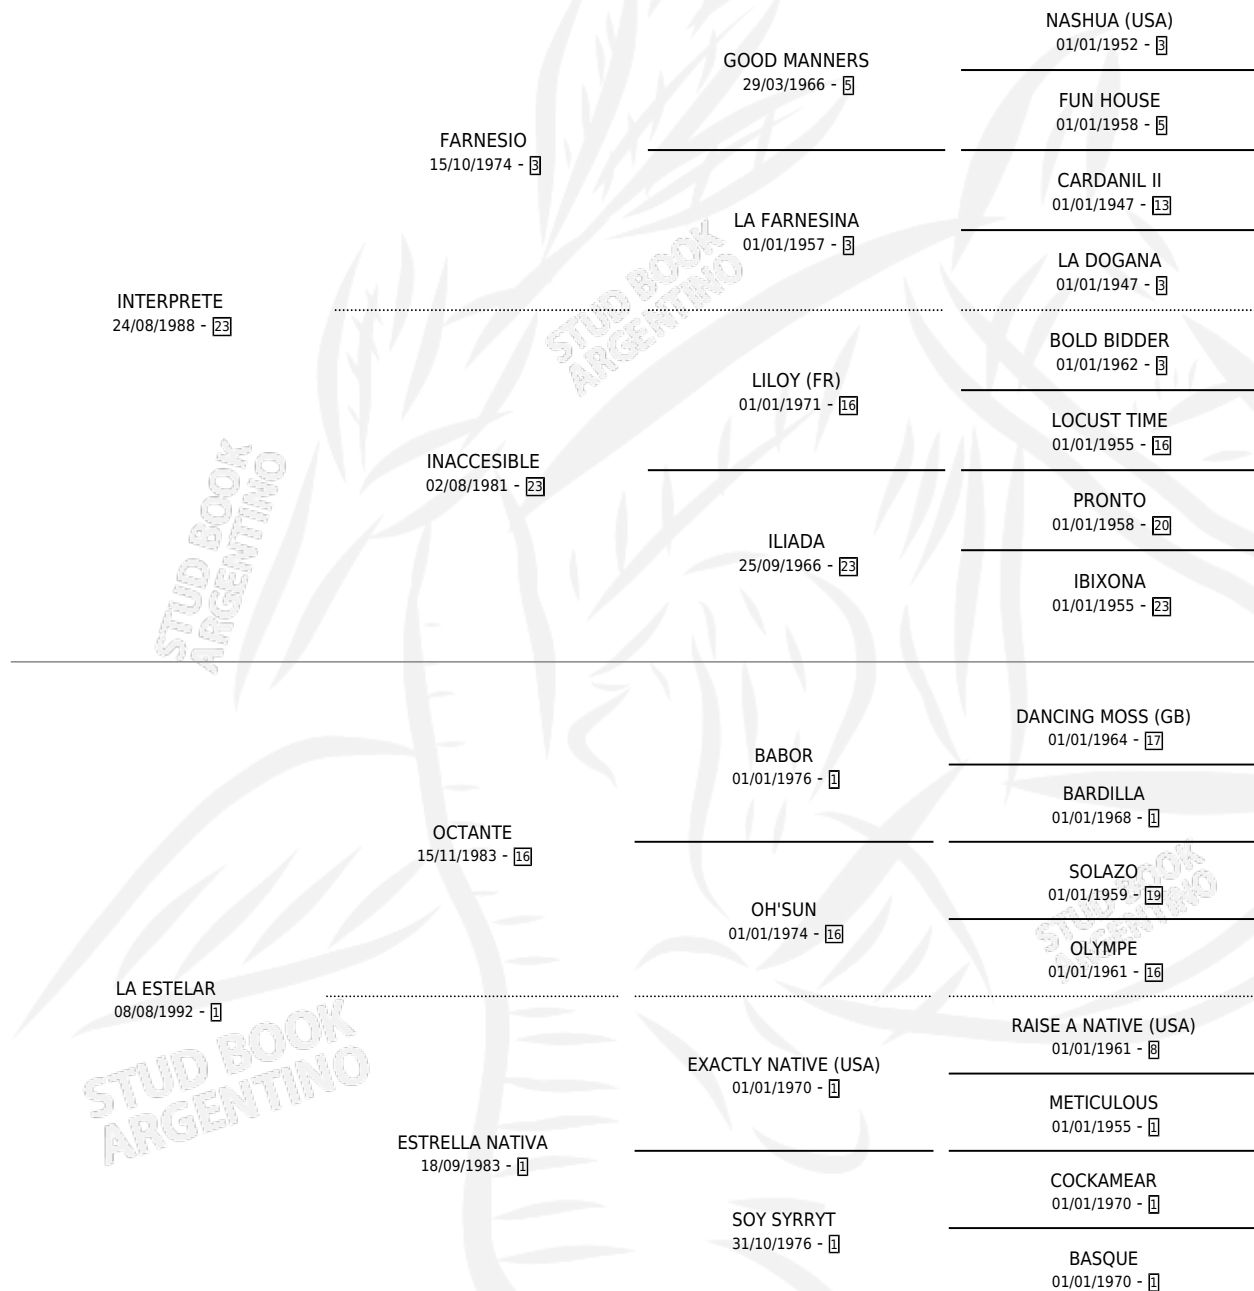 NASHUA (USA)
01/01/1952 - 3
GOOD MANNERS
29/03/1966 - 5
FUN HOUSE
01/01/1958 - 5
FARNESIO
15/10/1974 - 3
CARDANIL II
01/01/1947 - 13
LA FARNESINA
01/01/1957 - 3
LA DOGANA
01/01/1947 - 3
INTERPRETE
24/08/1988 - 23
BOLD BIDDER
01/01/1962 - 3
LILOY (FR)
01/01/1971 - 16
LOCUST TIME
01/01/1955 - 16
INACCESIBLE
02/08/1981 - 23
PRONTO
01/01/1958 - 20
ILIADA
25/09/1966 - 23
IBIXONA
01/01/1955 - 23
STUD BOOK
ARGENTINO
STUD BOOK
ARGENTINO
DANCING MOSS (GB)
01/01/1964 - 17
BABOR
01/01/1976 - 1
BARDILLA
01/01/1968 - 1
OCTANTE
15/11/1983 - 16
SOLAZO
01/01/1959 - 19
OH'SUN
01/01/1974 - 16
OLYMPE
01/01/1961 - 16
LA ESTELAR
08/08/1992 - 1
RAISE A NATIVE (USA)
01/01/1961 - 8
EXACTLY NATIVE (USA)
01/01/1970 - 1
METICULOUS
01/01/1955 - 1
ESTRELLA NATIVA
18/09/1983 - 1
COCKAMEAR
01/01/1970 - 1
SOY SYRRYT
31/10/1976 - 1
BASQUE
01/01/1970 - 1
STUD BOOK
ARGENTINO
STUD BOOK
ARGENTINO